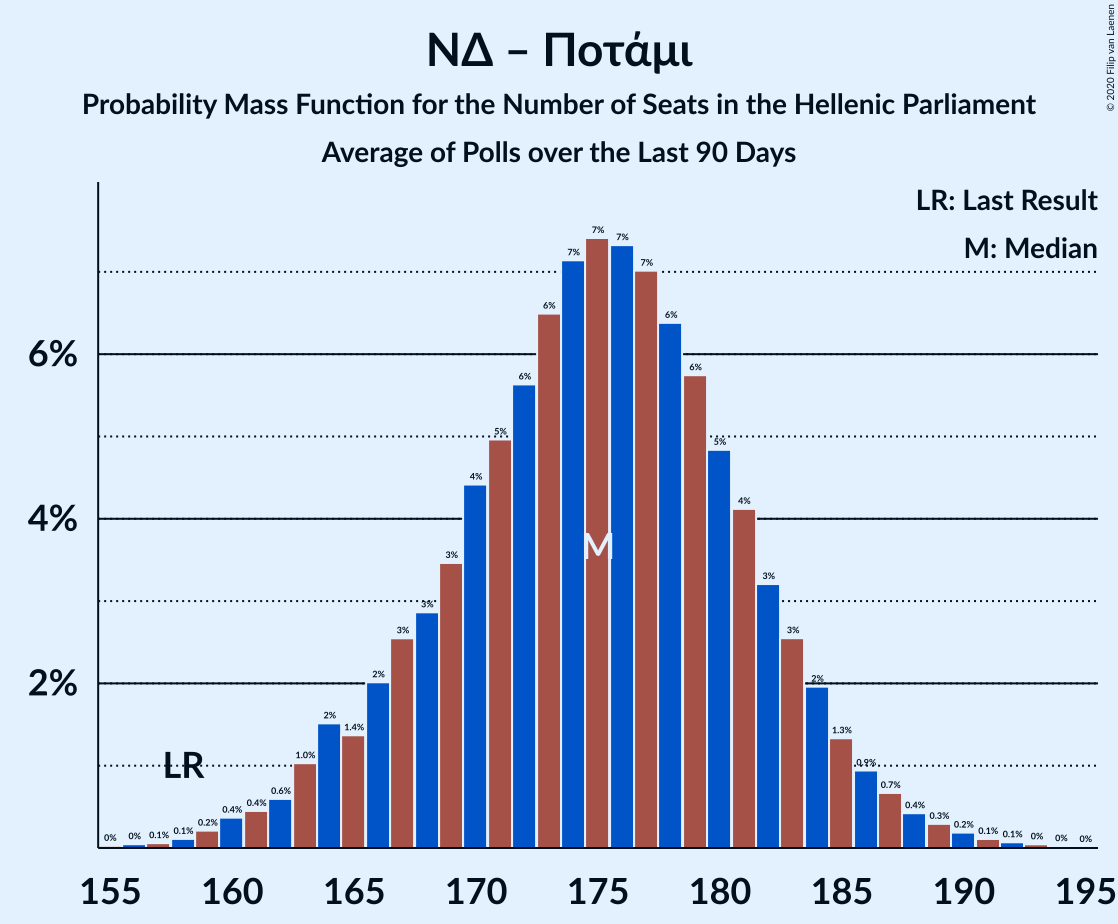 ΝΔ – Ποτάμι
Probability Mass Function for the Number of Seats in the Hellenic Parliament
Average of Polls over the Last 90 Days
© 2020 Filip van Laenen
LR: Last Result
M: Median
6%
4%
2%
0% 0% 0.1% 0.1% 0.2% 0.4% 0.4% 0.6% 1.0% 2% 1.4% 2% 3% 3% 3% 4% 5% 6% 6% 7% 7% 7% 7% 6% 6% 5% 4% 3% 3% 2% 1.3% 0.9% 0.7% 0.4% 0.3% 0.2% 0.1% 0.1% 0% 0% 0%
LR
M
155 160 165 170 175 180 185 190 195